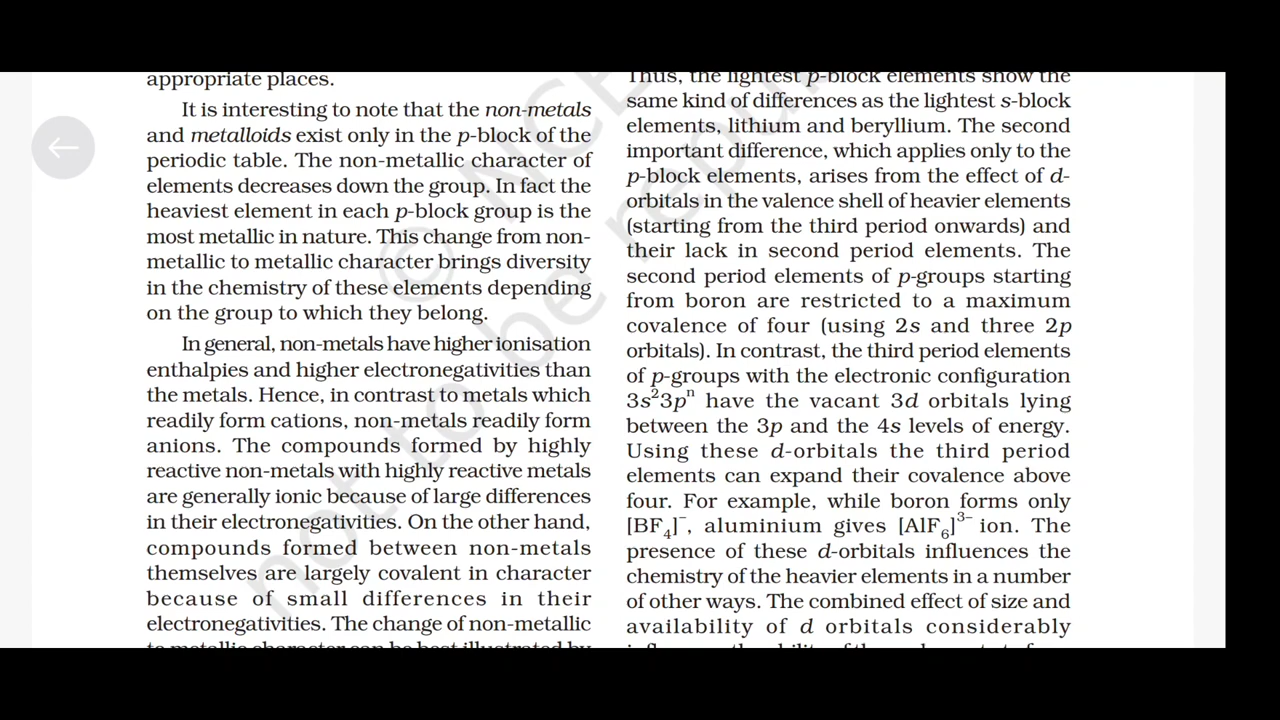 appropriate places.
It is interesting to note that the non-metals
and metalloids exist only in the p-block of the
periodic table. The non-metallic character of
elements decreases down the group. In fact the
heaviest element in each p-block group is the
most metallic in nature. This change from non-
metallic to metallic character brings diversity
in the chemistry of these elements depending
on the group to which they belong.
In general, non-metals have higher ionisation
enthalpies and higher electronegativities than
the metals. Hence, in contrast to metals which
readily form cations, non-metals readily form
anions. The compounds formed by highly
reactive non-metals with highly reactive metals
are generally ionic because of large differences
in their electronegativities. On the other hand,
compounds formed between non-metals
themselves are largely covalent in character
because of small differences in their
electronegativities. The change of non-metallic
to metallic character can be best illustrated by
Thus, the lightest p-block elements show the
same kind of differences as the lightest s-block
elements, lithium and beryllium. The second
important difference, which applies only to the
p-block elements, arises from the effect of d-
orbitals in the valence shell of heavier elements
(starting from the third period onwards) and
their lack in second period elements. The
second period elements of p-groups starting
from boron are restricted to a maximum
covalence of four (using 2s and three 2p
orbitals). In contrast, the third period elements
of p-groups with the electronic configuration
3s²3pⁿ have the vacant 3d orbitals lying
between the 3p and the 4s levels of energy.
Using these d-orbitals the third period
elements can expand their covalence above
four. For example, while boron forms only
[BF₄]⁻, aluminium gives [AlF₆]³⁻ ion. The
presence of these d-orbitals influences the
chemistry of the heavier elements in a number
of other ways. The combined effect of size and
availability of d orbitals considerably
© NCE
not to be repu